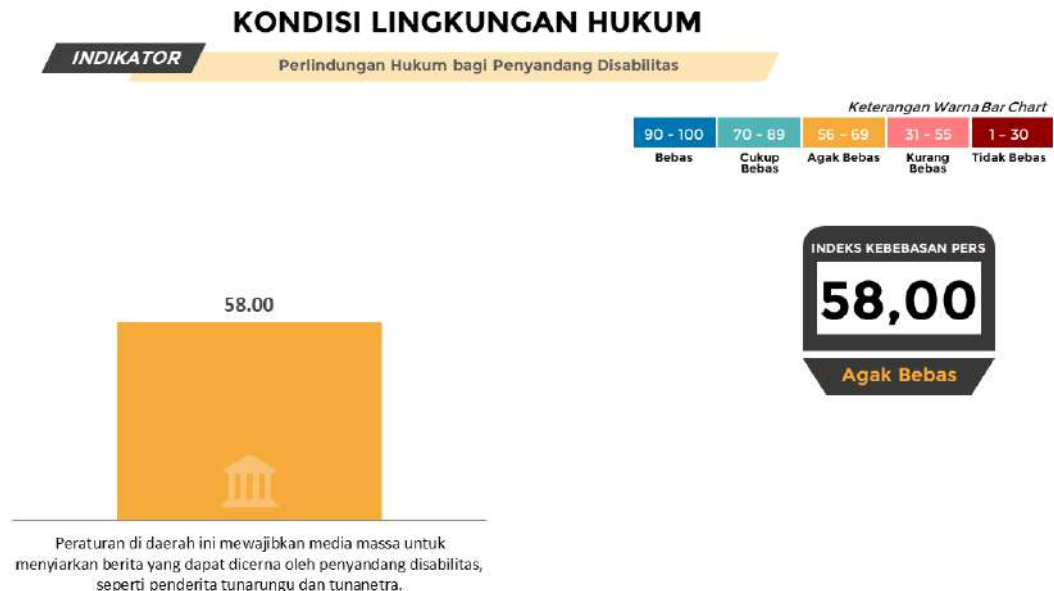 KONDISI LINGKUNGAN HUKUM
INDIKATOR
Perlindungan Hukum bagi Penyandang Disabilitas
Keterangan Warna Bar Chart
90 - 100
70 - 89
56 - 69
31 - 55
1 - 30
Bebas
Cukup
Bebas
Agak Bebas
Kurang
Bebas
Tidak Bebas
INDEKS KEBEBASAN PERS
58,00
Agak Bebas
58.00
Peraturan di daerah ini mewajibkan media massa untuk
menyiarkan berita yang dapat dicerna oleh penyandang disabilitas,
seperti penderita tunarungu dan tunanetra.